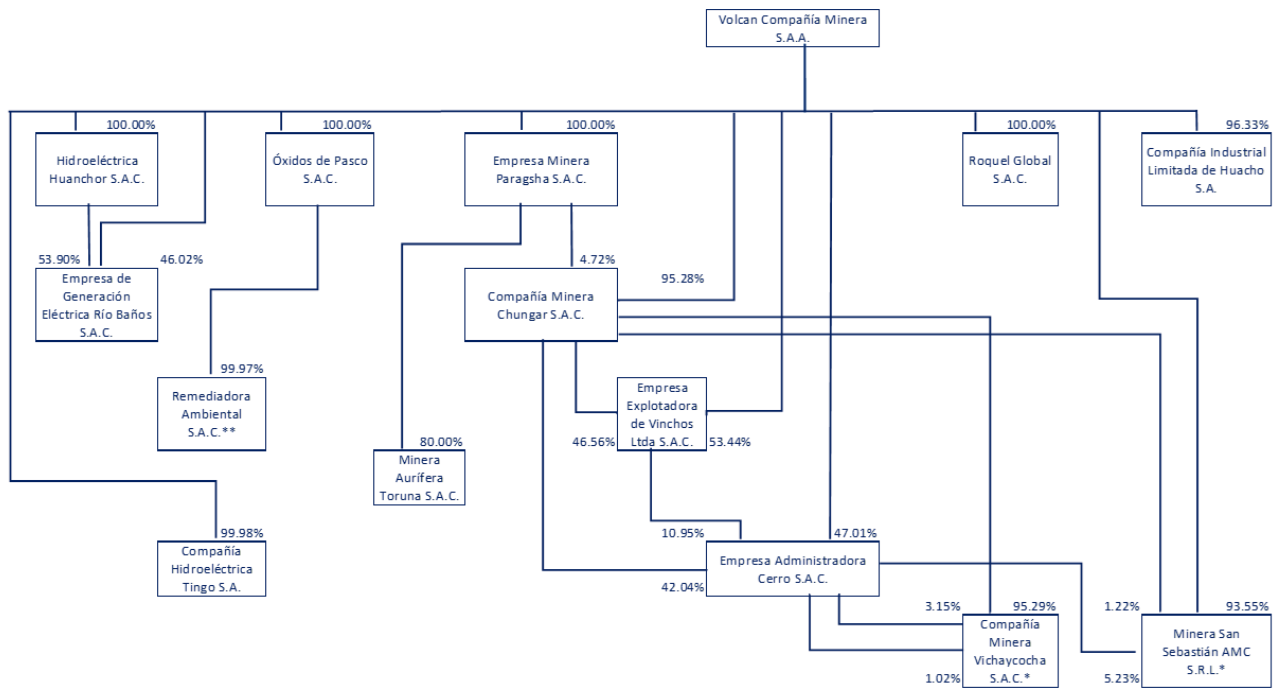 Volcan Compañía Minera
S.A.A.
100.00%
100.00%
100.00%
100.00%
96.33%
Hidroeléctrica
Huanchor S.A.C.
Óxidos de Pasco
S.A.C.
Empresa Minera
Paragsha S.A.C.
Roquel Global
S.A.C.
Compañía Industrial
Limitada de Huacho
S.A.
53.90%
46.02%
4.72%
95.28%
Empresa de
Generación
Eléctrica Río Baños
S.A.C.
Compañía Minera
Chungar S.A.C.
99.97%
Remediadora
Ambiental
S.A.C.**
Empresa
Explotadora
de Vinchos
Ltda S.A.C.
46.56%
53.44%
80.00%
Minera
Aurífera
Toruna S.A.C.
99.98%
Compañía
Hidroeléctrica
Tingo S.A.
10.95%
47.01%
Empresa Administradora
Cerro S.A.C.
42.04%
3.15%
95.29%
Compañía
Minera
Vichaycocha
S.A.C.*
1.02%
1.22%
93.55%
Minera San
Sebastián AMC
S.R.L.*
5.23%